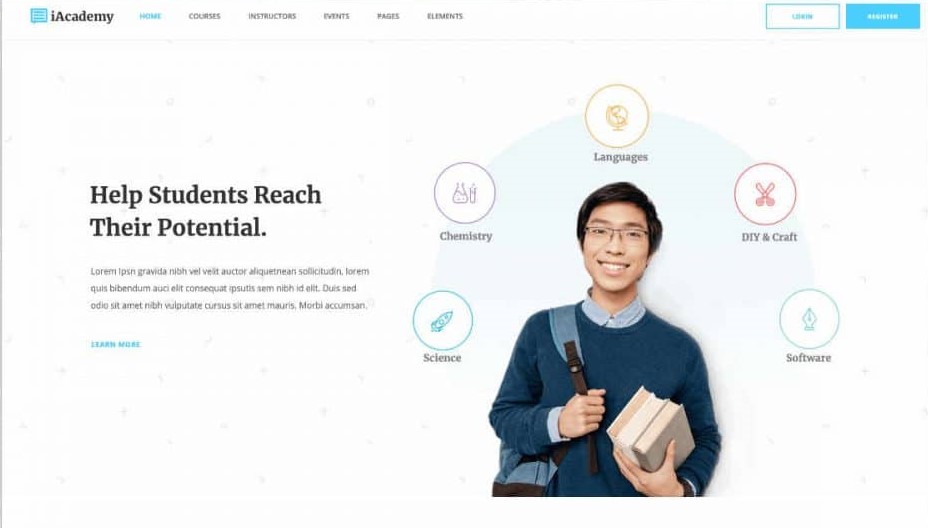 iAcademy
HOME COURSES INSTRUCTORS EVENTS PAGES ELEMENTS
LOGIN REGISTER
Languages
Chemistry
DIY & Craft
Help Students Reach
Their Potential.
Lorem Ipsn gravida nibh vel velit auctor aliquetnean sollicitudin, lorem
quis bibendum auci elit consequat ipsutis sem nibh id elit. Duis sed
odio sit amet nibh vulputate cursus sit amet mauris. Morbi accumsan.
LEARN MORE
Science
Software